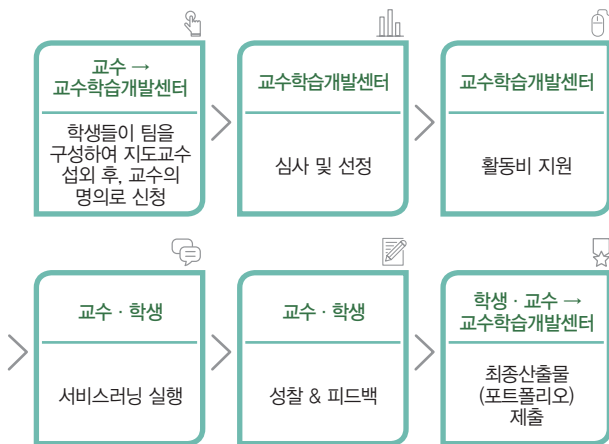 교수 →
교수학습개발센터
학생들이 팀을
구성하여 지도교수
섭외 후, 교수의
명의로 신청
교수학습개발센터
심사 및 선정
교수학습개발센터
활동비 지원
교수 · 학생
서비스러닝 실행
교수 · 학생
성찰 & 피드백
학생 · 교수 →
교수학습개발센터
최종산출물
(포트폴리오)
제출